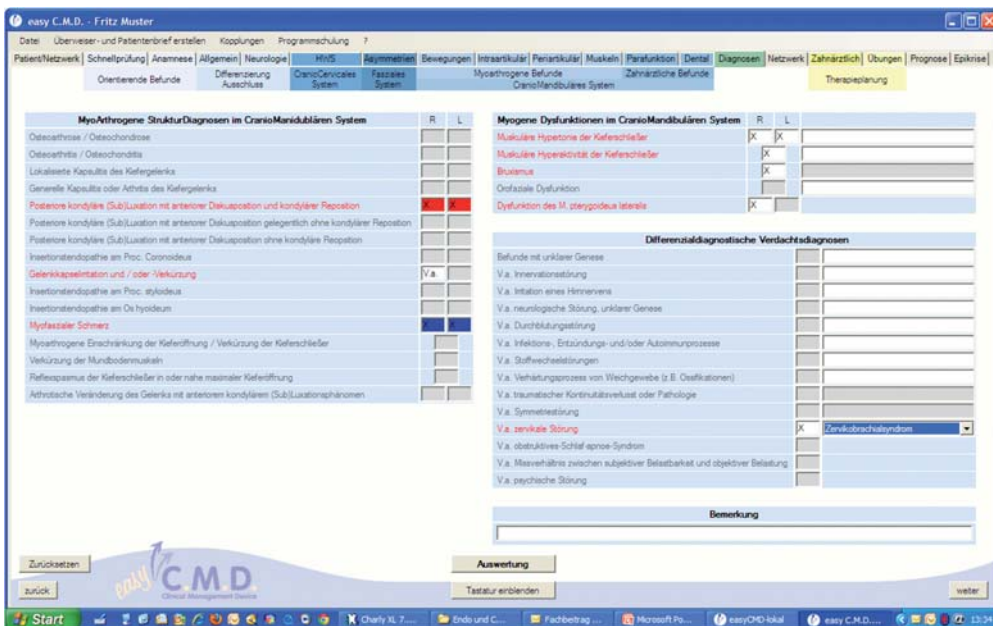 easy C.M.D. - Fritz Muster
Datei Überweiser- und Patientenbrief erstellen Kopplungen Programmschulung ?
Patient/Netzwerk Schnellprüfung Anamnese Allgemein Neurologie HWS Asymmetrien Bewegungen Intraartikulär Periartikulär Muskeln Parafunktion Dental Diagnosen Netzwerk Zahnärztlich Übungen Prognose Epikrise
Orientierende Befunde Differenzierung Ausschluss CranioCervicales System Fasziales System Myoarthrogene Befunde Zahnärztliche Befunde CranioMandibuläres System Therapieplanung
MyoArthrogene StrukturDiagnosen im CranioManidublären System R L
Osteoarthrose / Osteochondrose
Osteoarthritis / Osteochondritis
Lokalisierte Kapsulitis des Kiefergelenks
Generelle Kapsulitis oder Arthritis des Kiefergelenks
Posteriore kondyläre (Sub)Luxation mit anteriorer Diskusposition und kondylärer Reposition X X
Posteriore kondyläre (Sub)Luxation mit anteriorer Diskusposition gelegentlich ohne kondylärer Reposition
Posteriore kondyläre (Sub)Luxation mit anteriorer Diskusposition ohne kondyläre Reopsition
Insertionstendopathie am Proc. Coronoideus
Gelenkkapselirritation und / oder -Verkürzung V.a.
Insertionstendopathie am Proc. styloideus
Insertionstendopathie am Os hyoideum
Myofaszialer Schmerz X X
Myoarthrogene Einschränkung der Kieferöffnung / Verkürzung der Kieferschließer
Verkürzung der Mundbodenmuskeln
Reflexspasmus der Kieferschließer in oder nahe maximaler Kieferöffnung
Arthrotische Veränderung des Gelenks mit anteriorem kondylärem (Sub)Luxationsphänomen
Myogene Dysfunktionen im CranioMandibulären System R L
Muskuläre Hypertonie der Kieferschließer X X
Muskuläre Hyperaktivität der Kieferschließer X
Bruxismus X
Orofaziale Dysfunktion
Dysfunktion des M. pterygoideus lateralis X
Differenzialdiagnostische Verdachtsdiagnosen
Befunde mit unklarer Genese
V.a. Innervationsstörung
V.a. Irritation eines Hirnnervens
V.a. neurologische Störung, unklarer Genese
V.a. Durchblutungsstörung
V.a. Infektions-, Entzündungs- und/oder Autoimmunprozesse
V.a. Stoffwechselstörungen
V.a. Verhärtungsprozess von Weichgewebe (z.B. Ossifikationen)
V.a. traumatischer Kontinuitätsverlust oder Pathologie
V.a. Symmetriestörung
V.a. zervikale Störung X Zervikobrachialsyndrom
V.a. obstruktives-Schlaf-apnoe-Syndrom
V.a. Missverhältnis zwischen subjektiver Belastbarkeit und objektiver Belastung
V.a. psychische Störung
Bemerkung
Zurücksetzen Auswertung
easy C.M.D.
Clinical Management Device
zurück Tastatur einblenden weiter
Start Charly XL 7.... Endo und C... Fachbeitrag ... Microsoft Po... easyCMD-lokal easy C.M.D.... 13:34